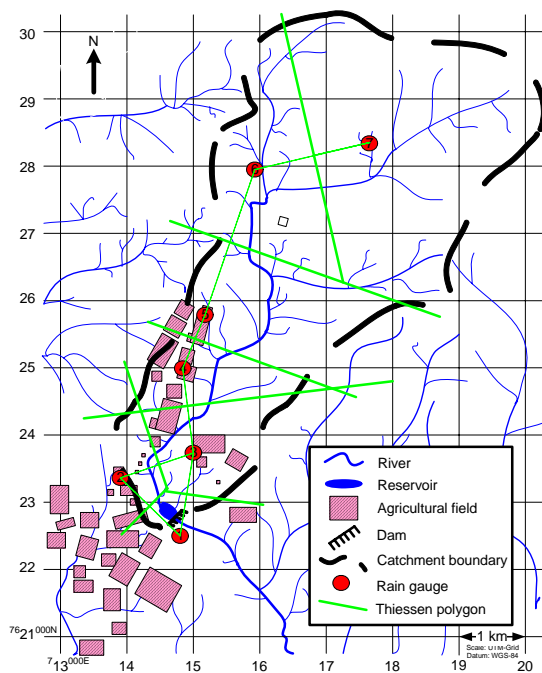 30
N
29
28
27
26
25
24
23
22
76 21 000N
7 13 000E
14
15
16
17
18
19
20
River
Reservoir
Agricultural field
Dam
Catchment boundary
Rain gauge
Thiessen polygon
1 km
Scale: UTM-Grid
Datum: WGS-84